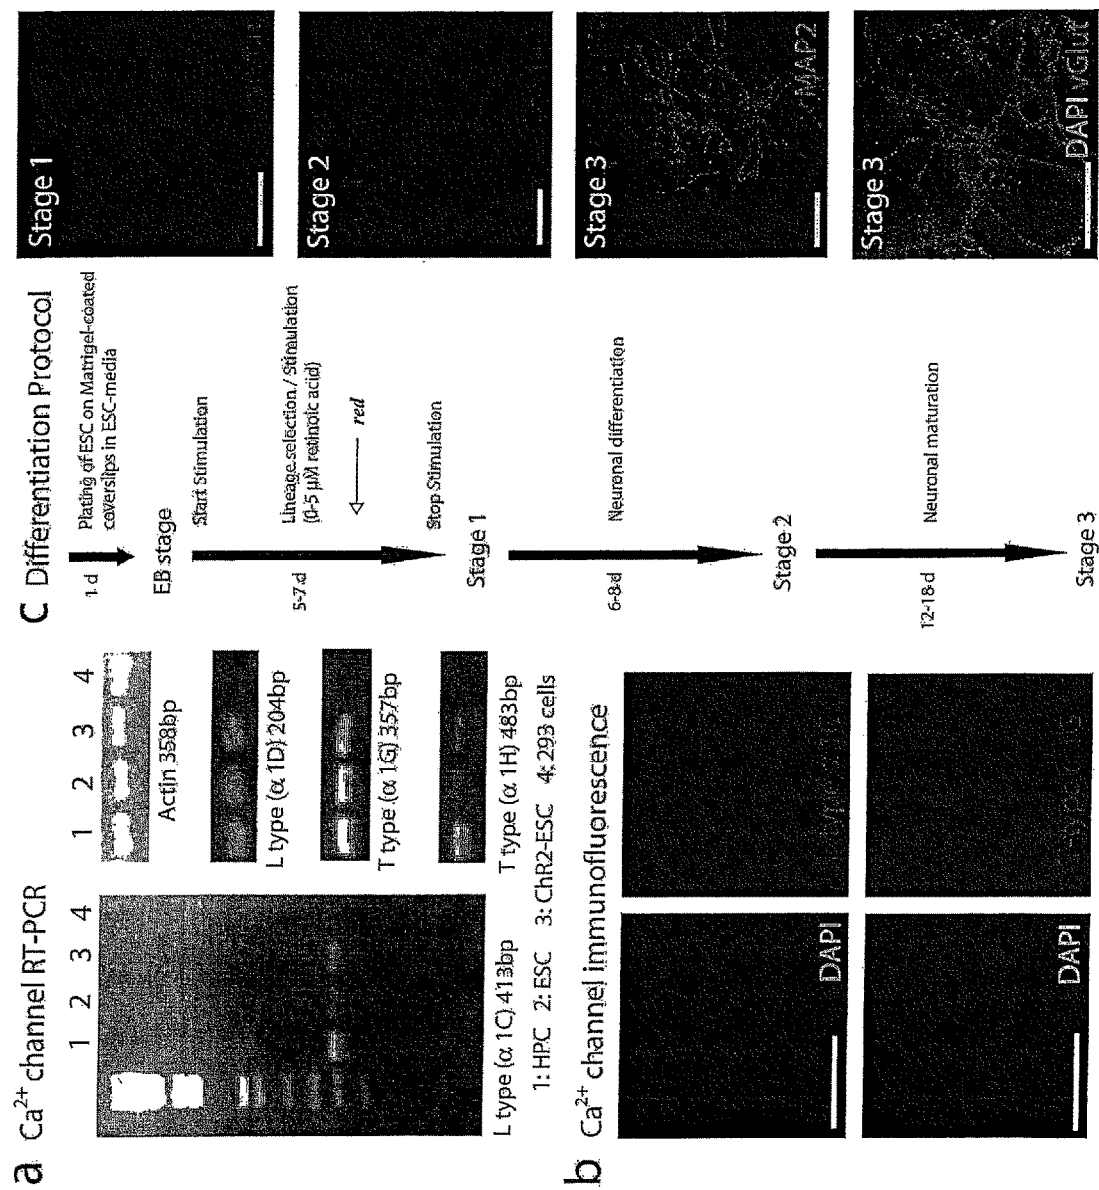 a Ca2+ channel RT-PCR
1 2 3 4
L type (α 1C) 413bp
1 2 3 4
Actin 358bp
L type (α 1D) 204bp
T type (α 1G) 357bp
T type (α 1H) 483bp
1: HPC 2: ESC 3: ChR2-ESC 4: 293 cells
b Ca2+ channel immunofluorescence
DAPI
DAPI
C Differentiation Protocol
1 d
Plating of ESC on Matrigel-coated
coverslips in ESC-media
EB stage
Start Stimulation
5-7 d
Lineage selection / Stimulation
(0-5 µM retinoic acid)
red
Stop Stimulation
Stage 1
6-8 d
Neuronal differentiation
Stage 2
12-18 d
Neuronal maturation
Stage 3
Stage 1
Stage 2
Stage 3
MAP2
Stage 3
DAPI vGlut